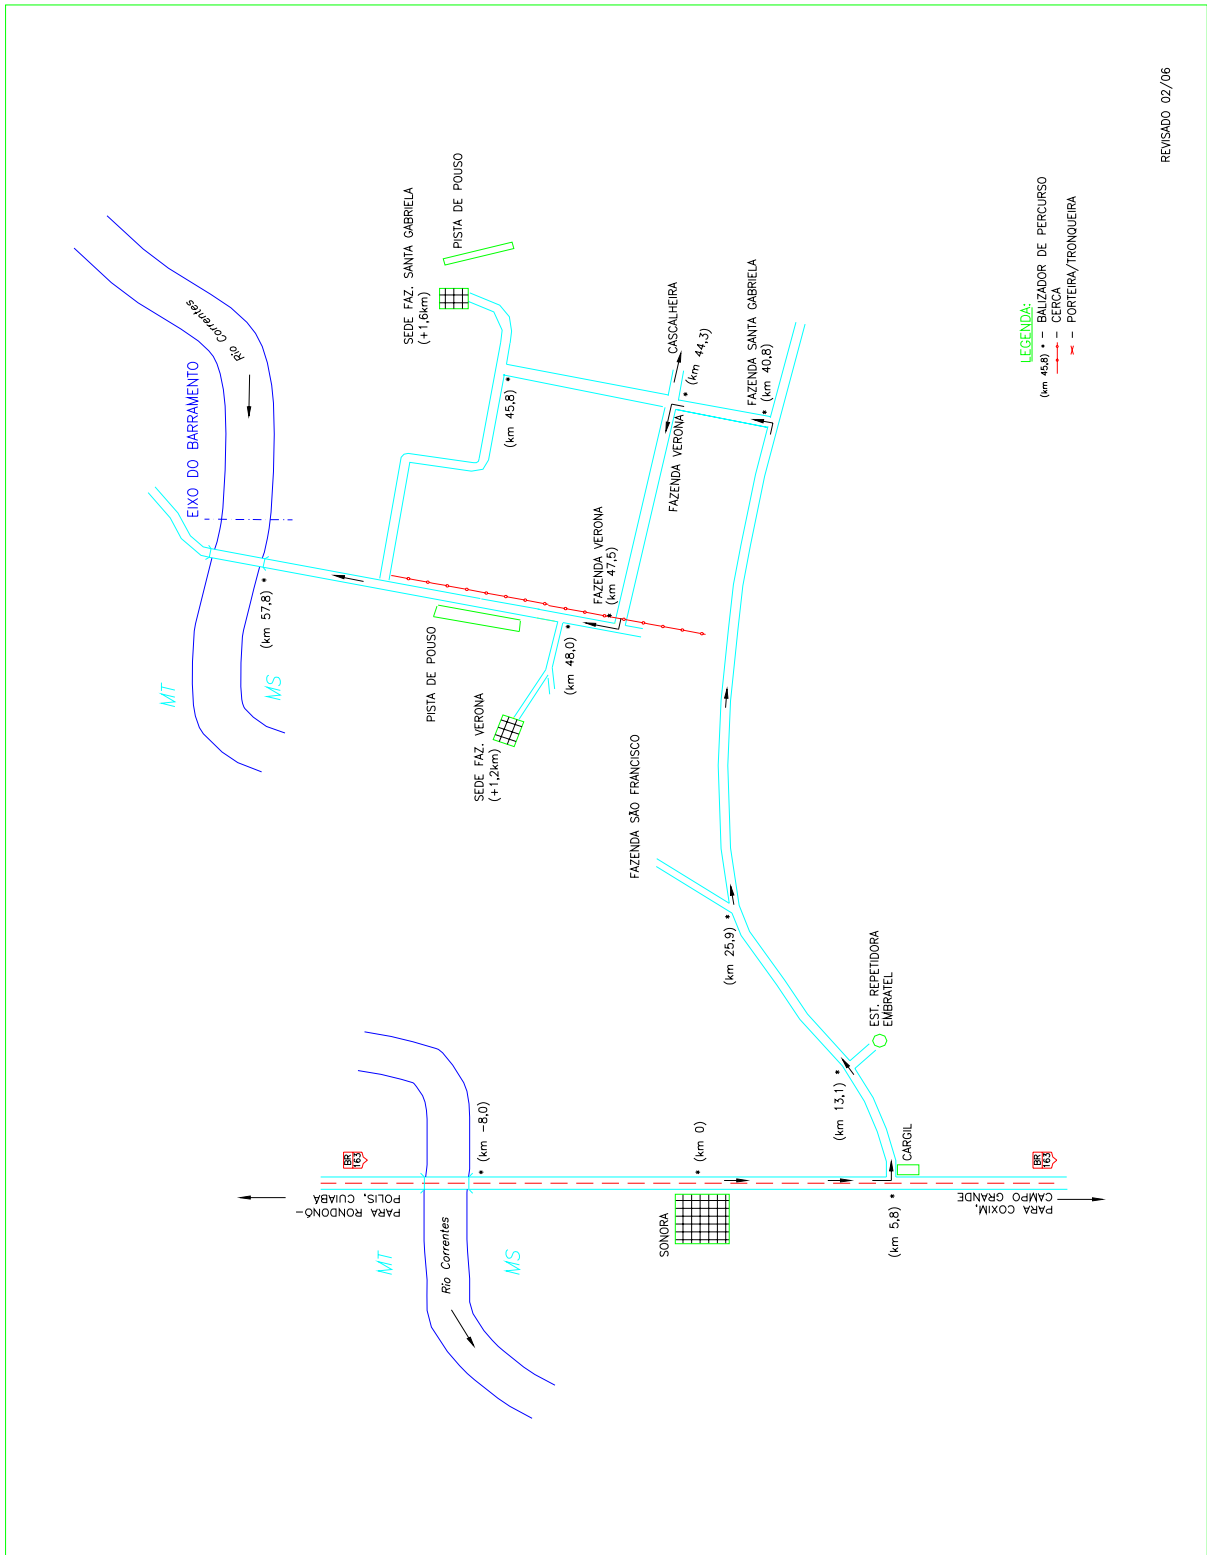 REVISADO 02/06
PISTA DE POUSO
SEDE FAZ. SANTA GABRIELA
(+1,6km)
Rio Correntes
EIXO DO BARRAMENTO
CASCALHEIRA
(km 44,3)
FAZENDA SANTA GABRIELA
(km 40,8)
(km 45,8)
FAZENDA VERONA
FAZENDA VERONA
(km 47,5)
(km 57,8)
MT
MS
PISTA DE POUSO
(km 48,0)
SEDE FAZ. VERONA
(+1,2km)
FAZENDA SÃO FRANCISCO
(km 25,9)
EST. REPETIDORA
EMBRATEL
(km 13,1)
CARGIL
(km -8,0)
(km 0)
BR
163
BR
163
PARA RONDONÓ-
POLIS, CUIABÁ
PARA COXIM,
CAMPO GRANDE
SONORA
(km 5,8)
MT
MS
Rio Correntes
LEGENDA:
(km 45,8) * - BALIZADOR DE PERCURSO
- CERCA
- PORTEIRA/TRONQUEIRA